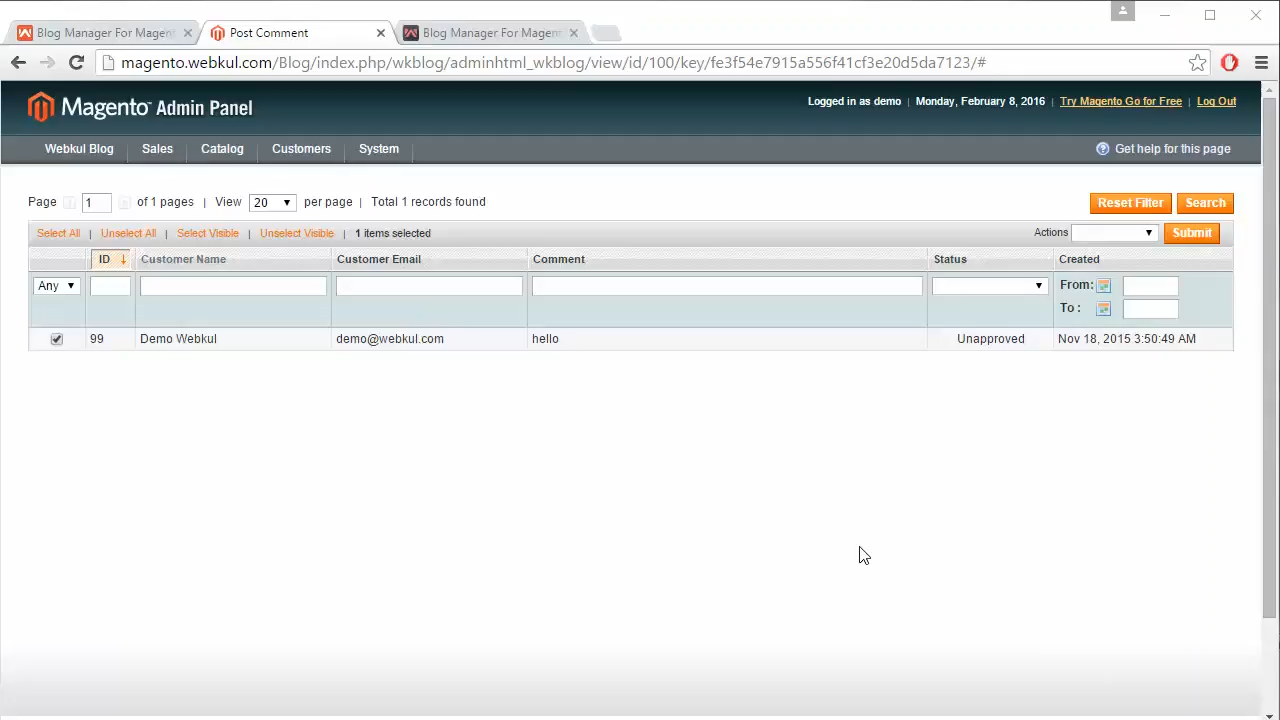 Blog Manager For Magent
Post Comment
Blog Manager For Magent
magento.webkul.com/Blog/index.php/wkblog/adminhtml_wkblog/view/id/100/key/fe3f54e7915a556f41cf3e20d5da7123/#
Magento Admin Panel
Logged in as demo | Monday, February 8, 2016 | Try Magento Go for Free | Log Out
Webkul Blog Sales Catalog Customers System Get help for this page
Page 1 of 1 pages | View 20 per page | Total 1 records found Reset Filter Search
Select All | Unselect All | Select Visible | Unselect Visible | 1 items selected Actions Submit
ID Customer Name Customer Email Comment Status Created
Any From:
To :
99 Demo Webkul demo@webkul.com hello Unapproved Nov 18, 2015 3:50:49 AM